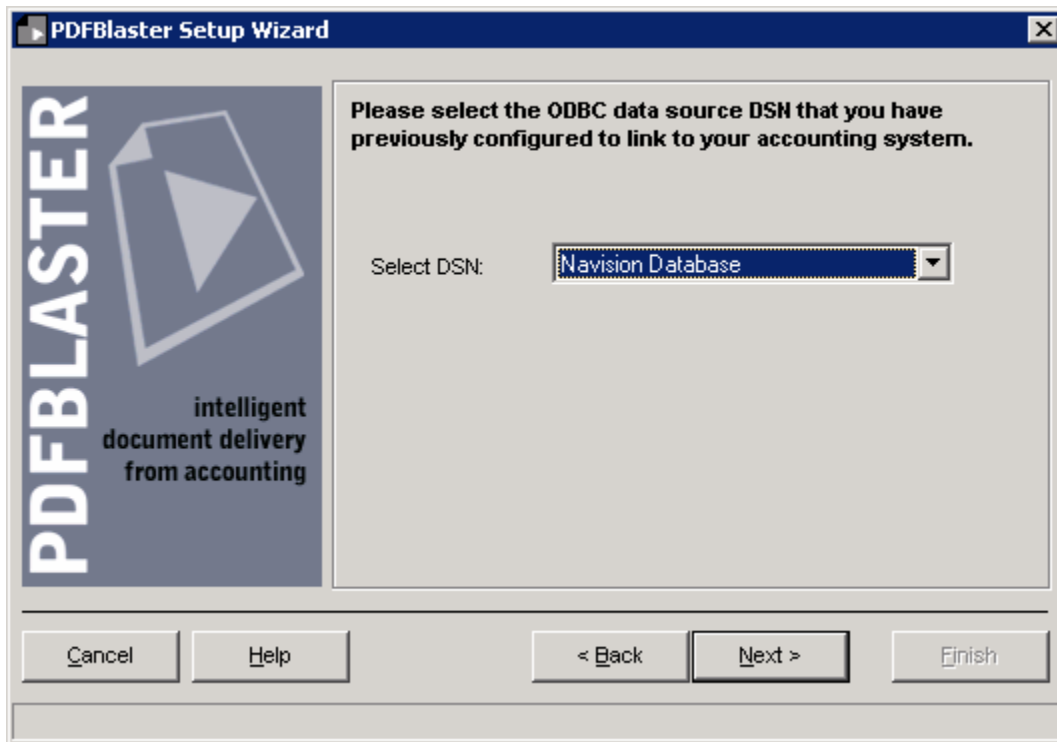 PDFBlaster Setup Wizard
PDFBLASTER
intelligent
document delivery
from accounting
Please select the ODBC data source DSN that you have
previously configured to link to your accounting system.
Select DSN: Navision Database
Cancel Help < Back Next > Finish